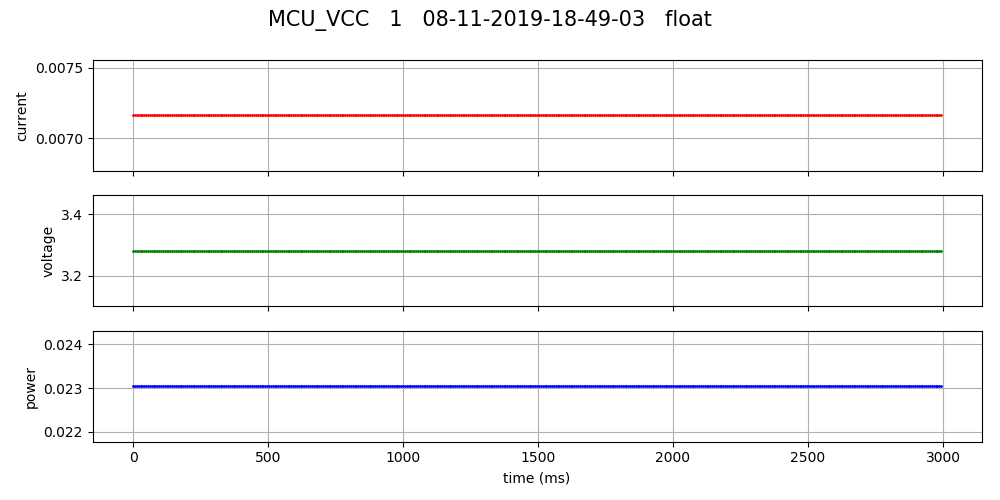 MCU_VCC 1 08-11-2019-18-49-03 float
0.0075
0.0070
current
3.4
3.2
voltage
0.024
0.023
0.022
power
0 500 1000 1500 2000 2500 3000
time (ms)